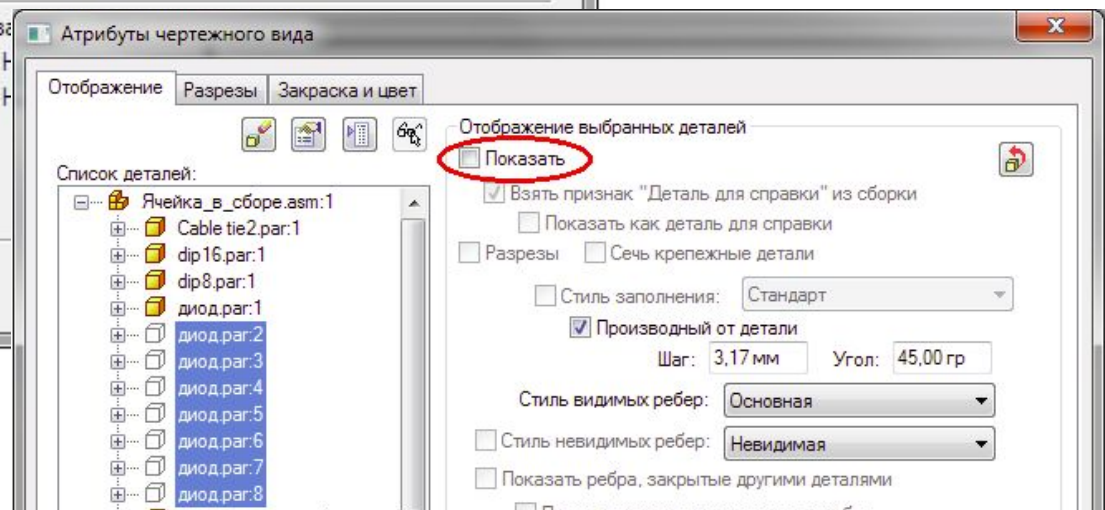 Атрибуты чертежного вида
Отображение
Разрезы
Закраска и цвет
Список деталей:
Ячейка_в_сборе.asm:1
Cable tie2.par:1
dip16.par:1
dip8.par:1
диод.par:1
диод.par:2
диод.par:3
диод.par:4
диод.par:5
диод.par:6
диод.par:7
диод.par:8
Отображение выбранных деталей
Показать
Взять признак "Деталь для справки" из сборки
Показать как деталь для справки
Разрезы Сечь крепежные детали
Стиль заполнения: Стандарт
Производный от детали
Шаг: 3,17 мм Угол: 45,00 гр
Стиль видимых ребер: Основная
Стиль невидимых ребер: Невидимая
Показать ребра, закрытые другими деталями